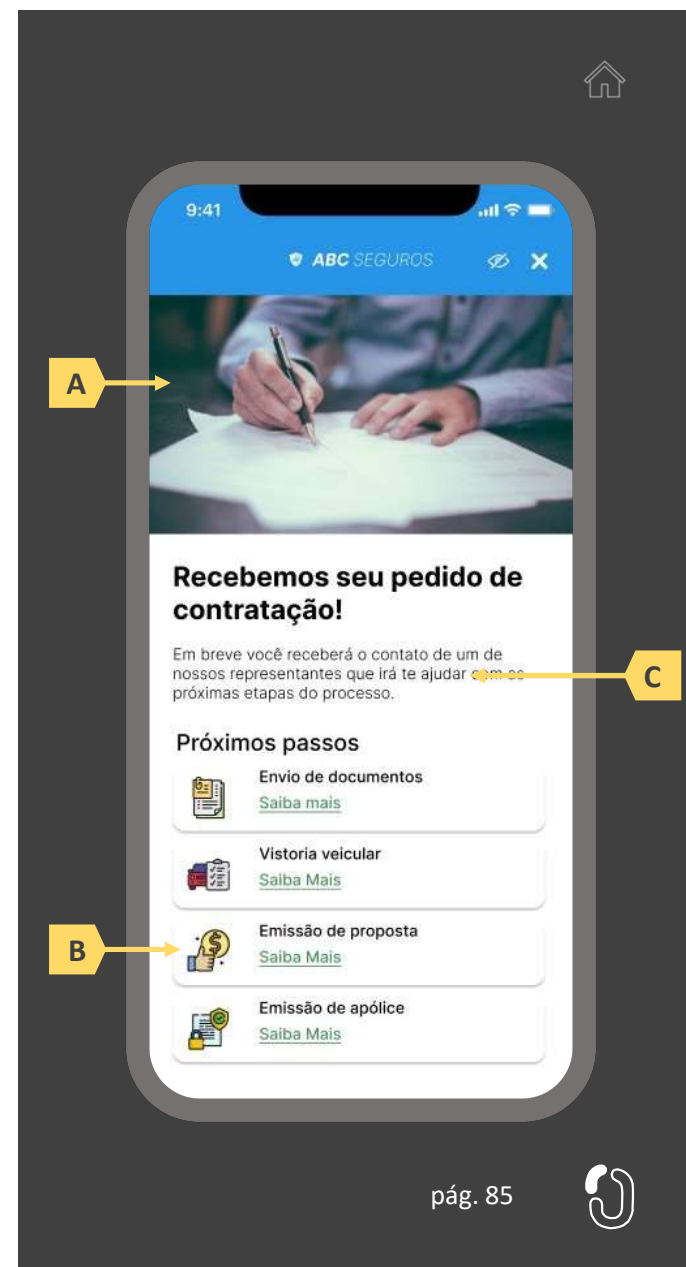 9:41
ABC SEGUROS
A
Recebemos seu pedido de
contratação!
Em breve você receberá o contato de um de
nossos representantes que irá te ajudar com as
próximas etapas do processo.
C
Próximos passos
Envio de documentos
Saiba mais
Vistoria veicular
Saiba Mais
Emissão de proposta
Saiba Mais
B
Emissão de apólice
Saiba Mais
pág. 85